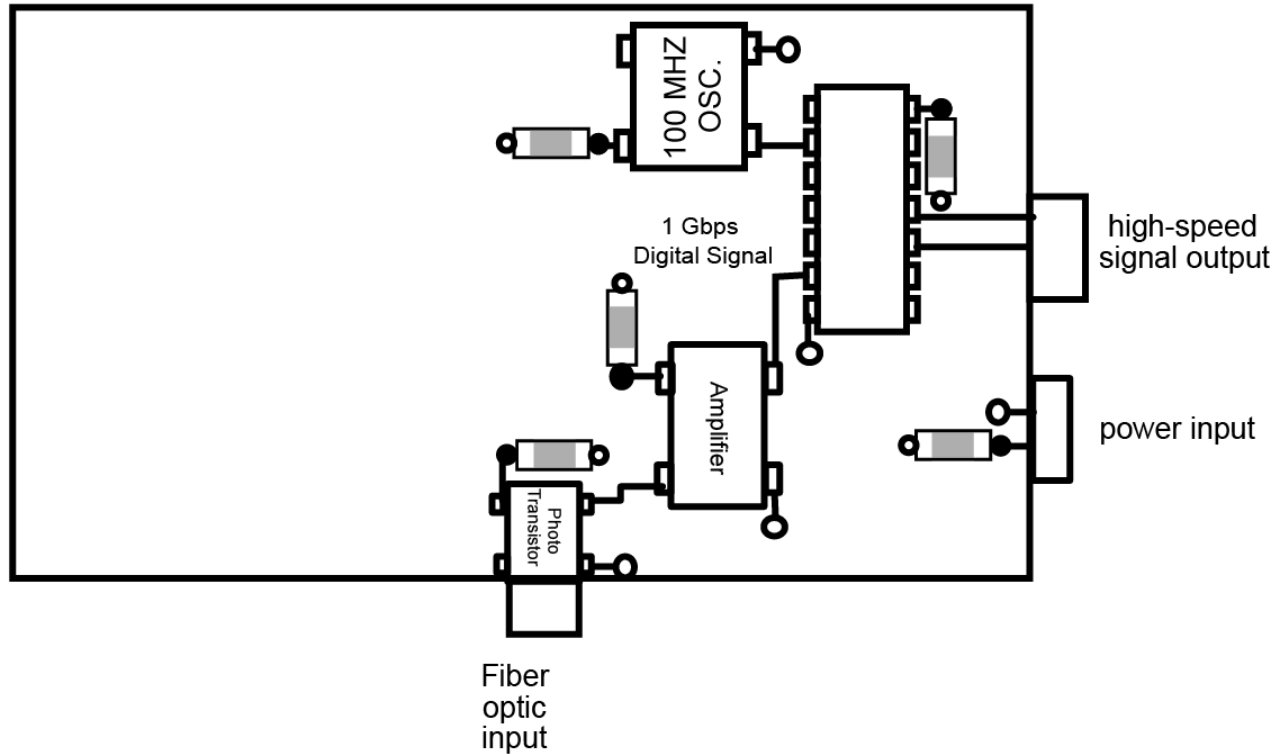 100 MHZ
OSC.
1 Gbps
Digital Signal
high-speed
signal output
Amplifier
power input
Photo
Transistor
Fiber
optic
input